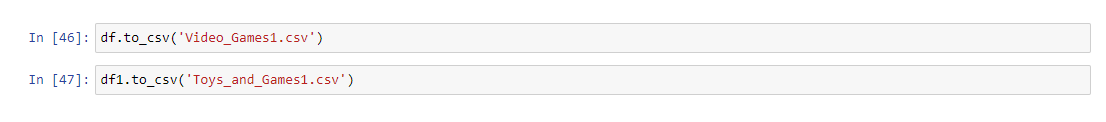 In [46]: df.to_csv('Video_Games1.csv')
In [47]: df1.to_csv('Toys_and_Games1.csv')